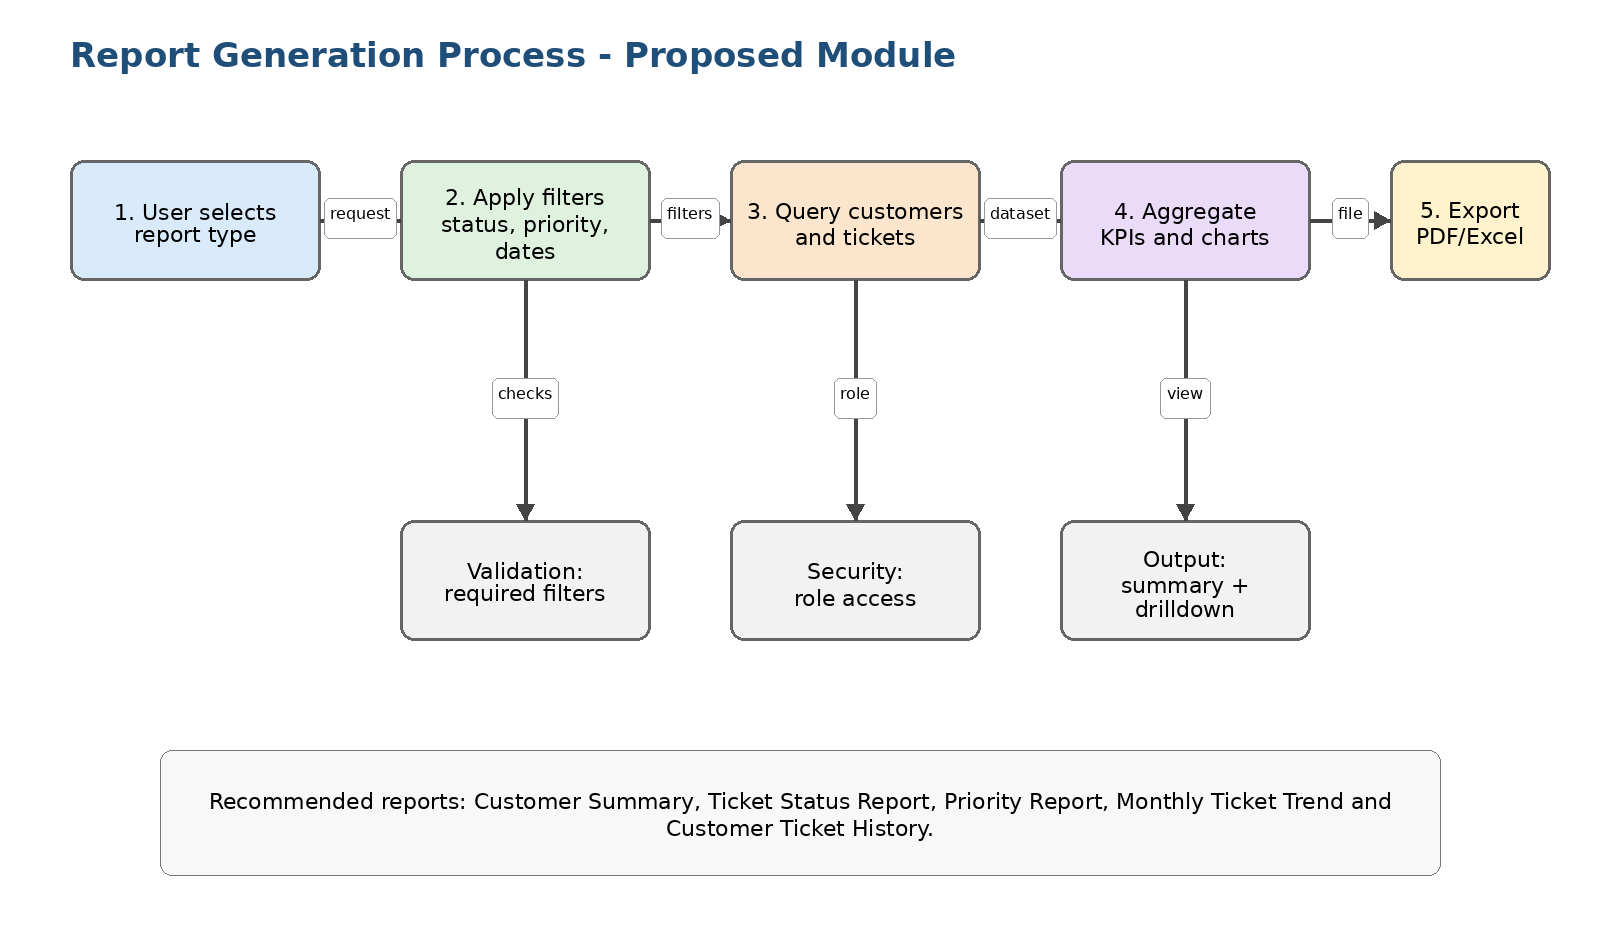 Report Generation Process - Proposed Module
1. User selects
report type
request
2. Apply filters
status, priority,
dates
filters
3. Query customers
and tickets
dataset
4. Aggregate
KPIs and charts
file
5. Export
PDF/Excel
checks
role
view
Validation:
required filters
Security:
role access
Output:
summary +
drilldown
Recommended reports: Customer Summary, Ticket Status Report, Priority Report, Monthly Ticket Trend and
Customer Ticket History.